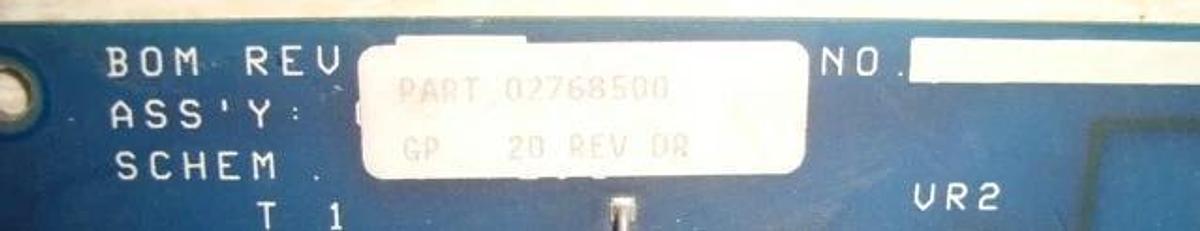 BOM REV
NO.
PART 02768500
ASS'Y:
GP 20 REV DR
SCHEM.
T 1
VR2